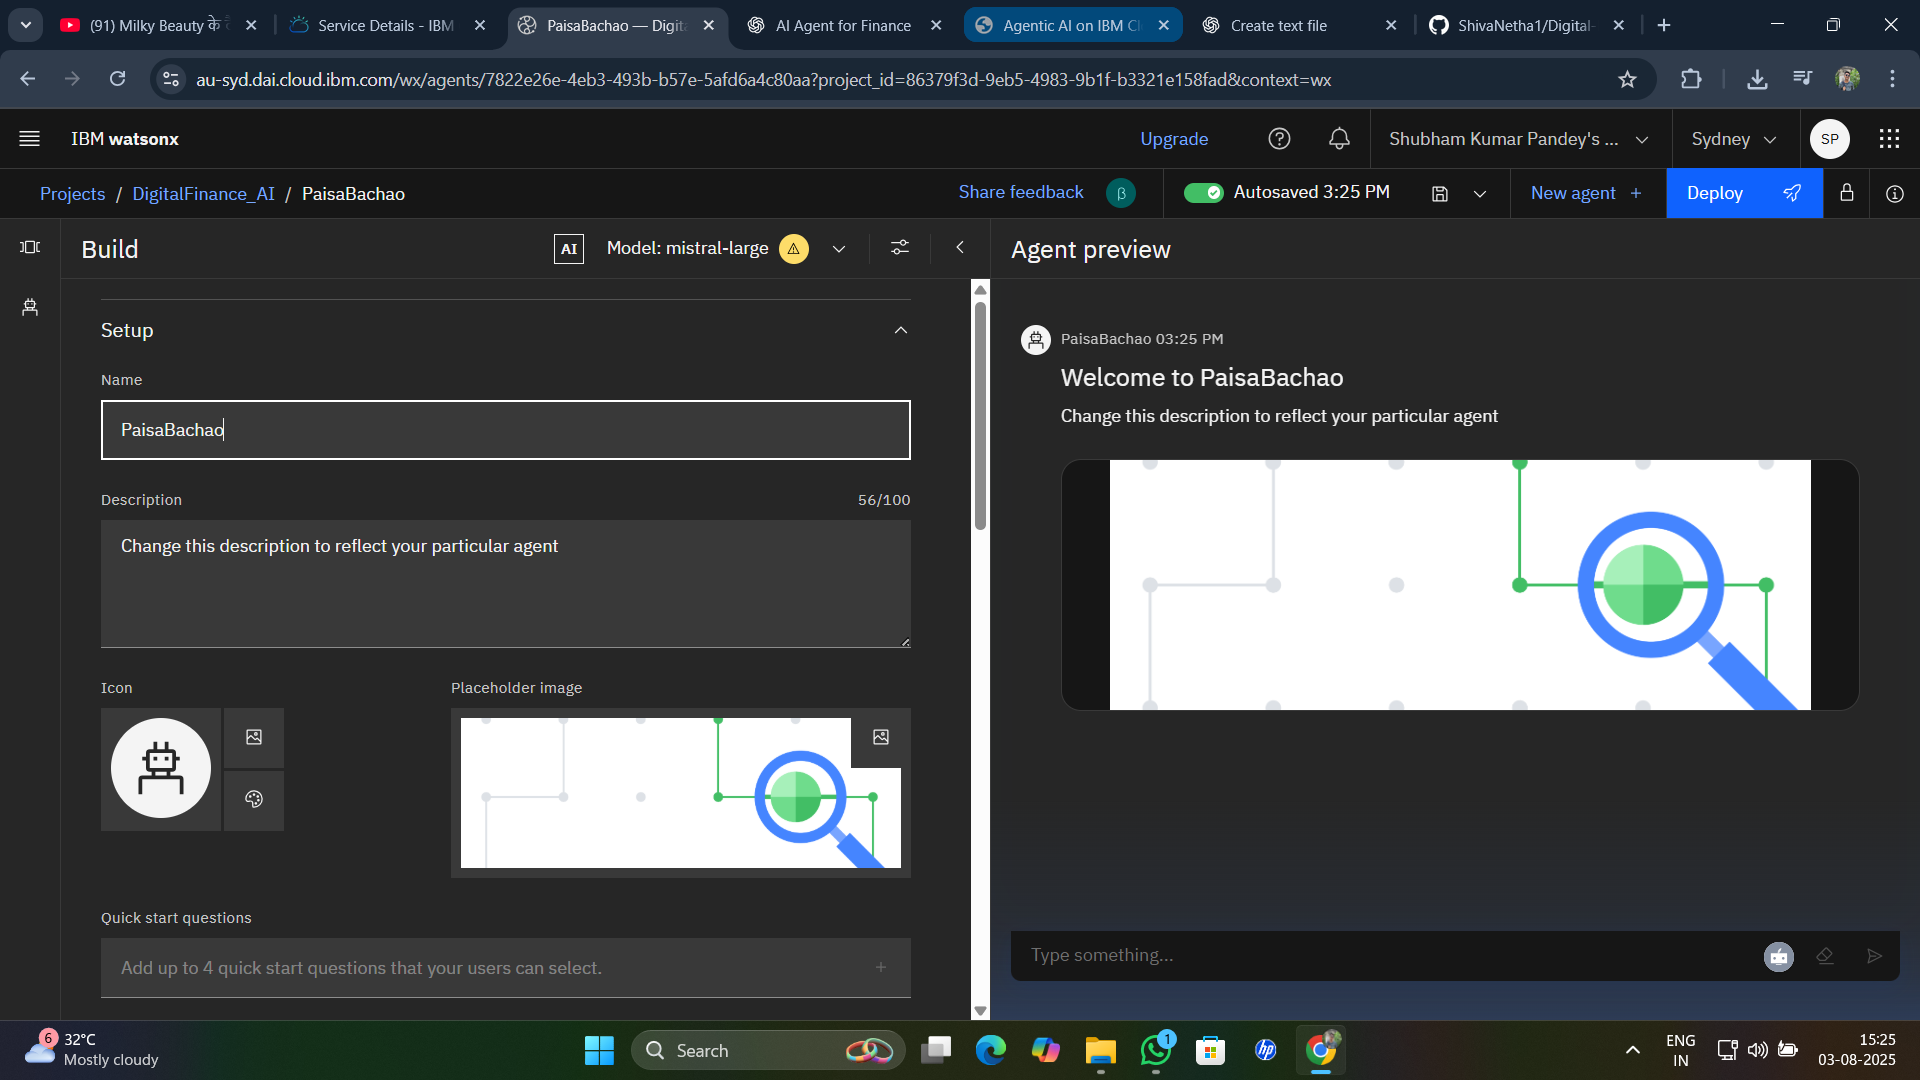 (91) Milky Beauty के
Service Details - IBM
PaisaBachao — Digit
AI Agent for Finance
Agentic AI on IBM Cl
Create text file
ShivaNetha1/Digital-
au-syd.dai.cloud.ibm.com/wx/agents/7822e26e-4eb3-493b-b57e-5afd6a4c80aa?project_id=86379f3d-9eb5-4983-9b1f-b3321e158fad&context=wx
IBM watsonx
Upgrade
Shubham Kumar Pandey's ...
Sydney
SP
Projects / DigitalFinance_AI / PaisaBachao
Share feedback
β
Autosaved 3:25 PM
New agent +
Deploy
Build
AI
Model: mistral-large
Agent preview
Setup
Name
PaisaBachao
Description
56/100
Change this description to reflect your particular agent
Icon
Placeholder image
Quick start questions
Add up to 4 quick start questions that your users can select.
PaisaBachao 03:25 PM
Welcome to PaisaBachao
Change this description to reflect your particular agent
Type something...
6
32°C
Mostly cloudy
Search
hp
1
ENG
IN
15:25
03-08-2025